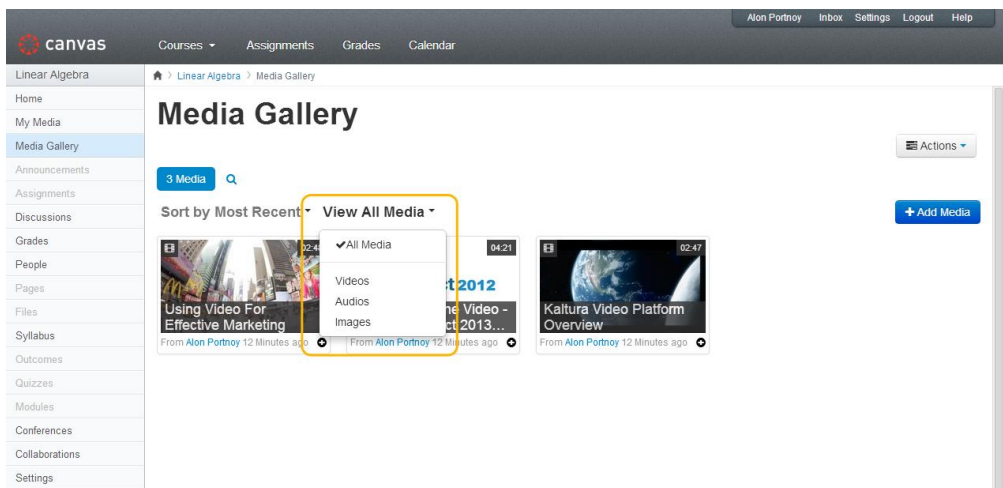 Alon Portnoy Inbox Settings Logout Help
canvas Courses Assignments Grades Calendar
Linear Algebra
Linear Algebra > Media Gallery
Home
My Media
Media Gallery
Announcements
Assignments
Discussions
Grades
People
Pages
Files
Syllabus
Outcomes
Quizzes
Modules
Conferences
Collaborations
Settings
Media Gallery
Actions
3 Media
Sort by Most Recent View All Media
+ Add Media
✔All Media
Videos
Audios
Images
Using Video For
Effective Marketing
From Alon Portnoy 12 Minutes ago
04:21
2012
Video -
2013...
From Alon Portnoy 12 Minutes ago
02:47
Kaltura Video Platform
Overview
From Alon Portnoy 12 Minutes ago